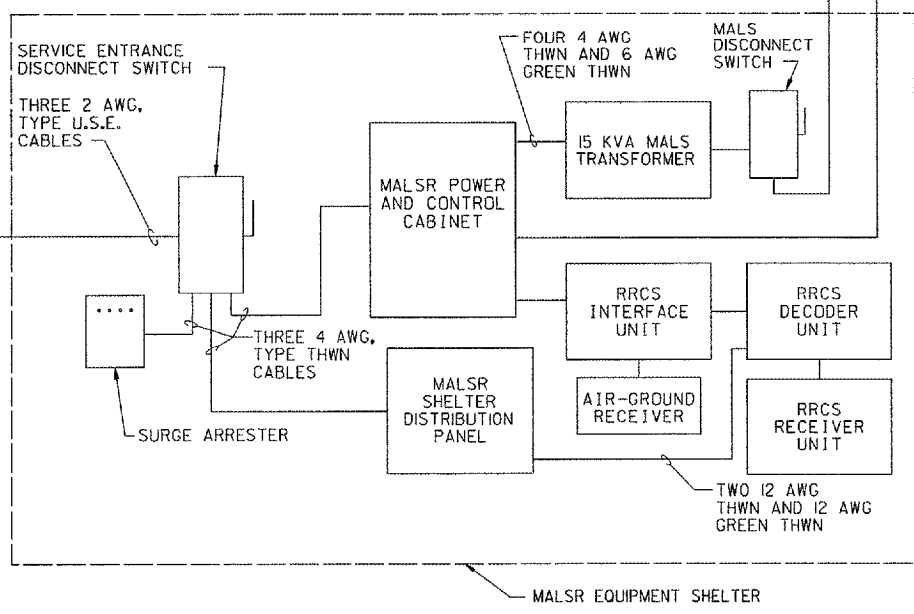 SERVICE ENTRANCE
DISCONNECT SWITCH
THREE 2 AWG,
TYPE U.S.E.
CABLES
FOUR 4 AWG
THWN AND 6 AWG
GREEN THWN
MALS
DISCONNECT
SWITCH
15 KVA MALS
TRANSFORMER
MALSR POWER
AND CONTROL
CABINET
RRCS
INTERFACE
UNIT
RRCS
DECODER
UNIT
THREE 4 AWG,
TYPE THWN
CABLES
MALSR
SHELTER
DISTRIBUTION
PANEL
AIR-GROUND
RECEIVER
RRCS
RECEIVER
UNIT
SURGE ARRESTER
TWO 12 AWG
THWN AND 12 AWG
GREEN THWN
MALSR EQUIPMENT SHELTER